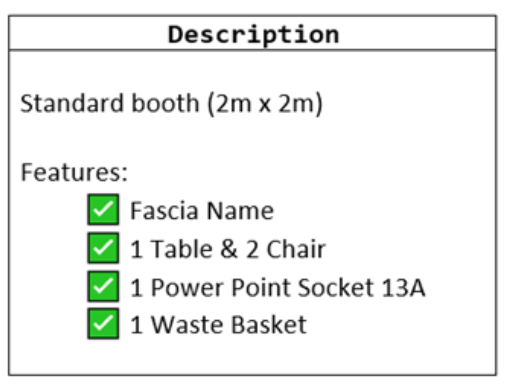 Description
Standard booth (2m x 2m)
Features:
Fascia Name
1 Table & 2 Chair
1 Power Point Socket 13A
1 Waste Basket